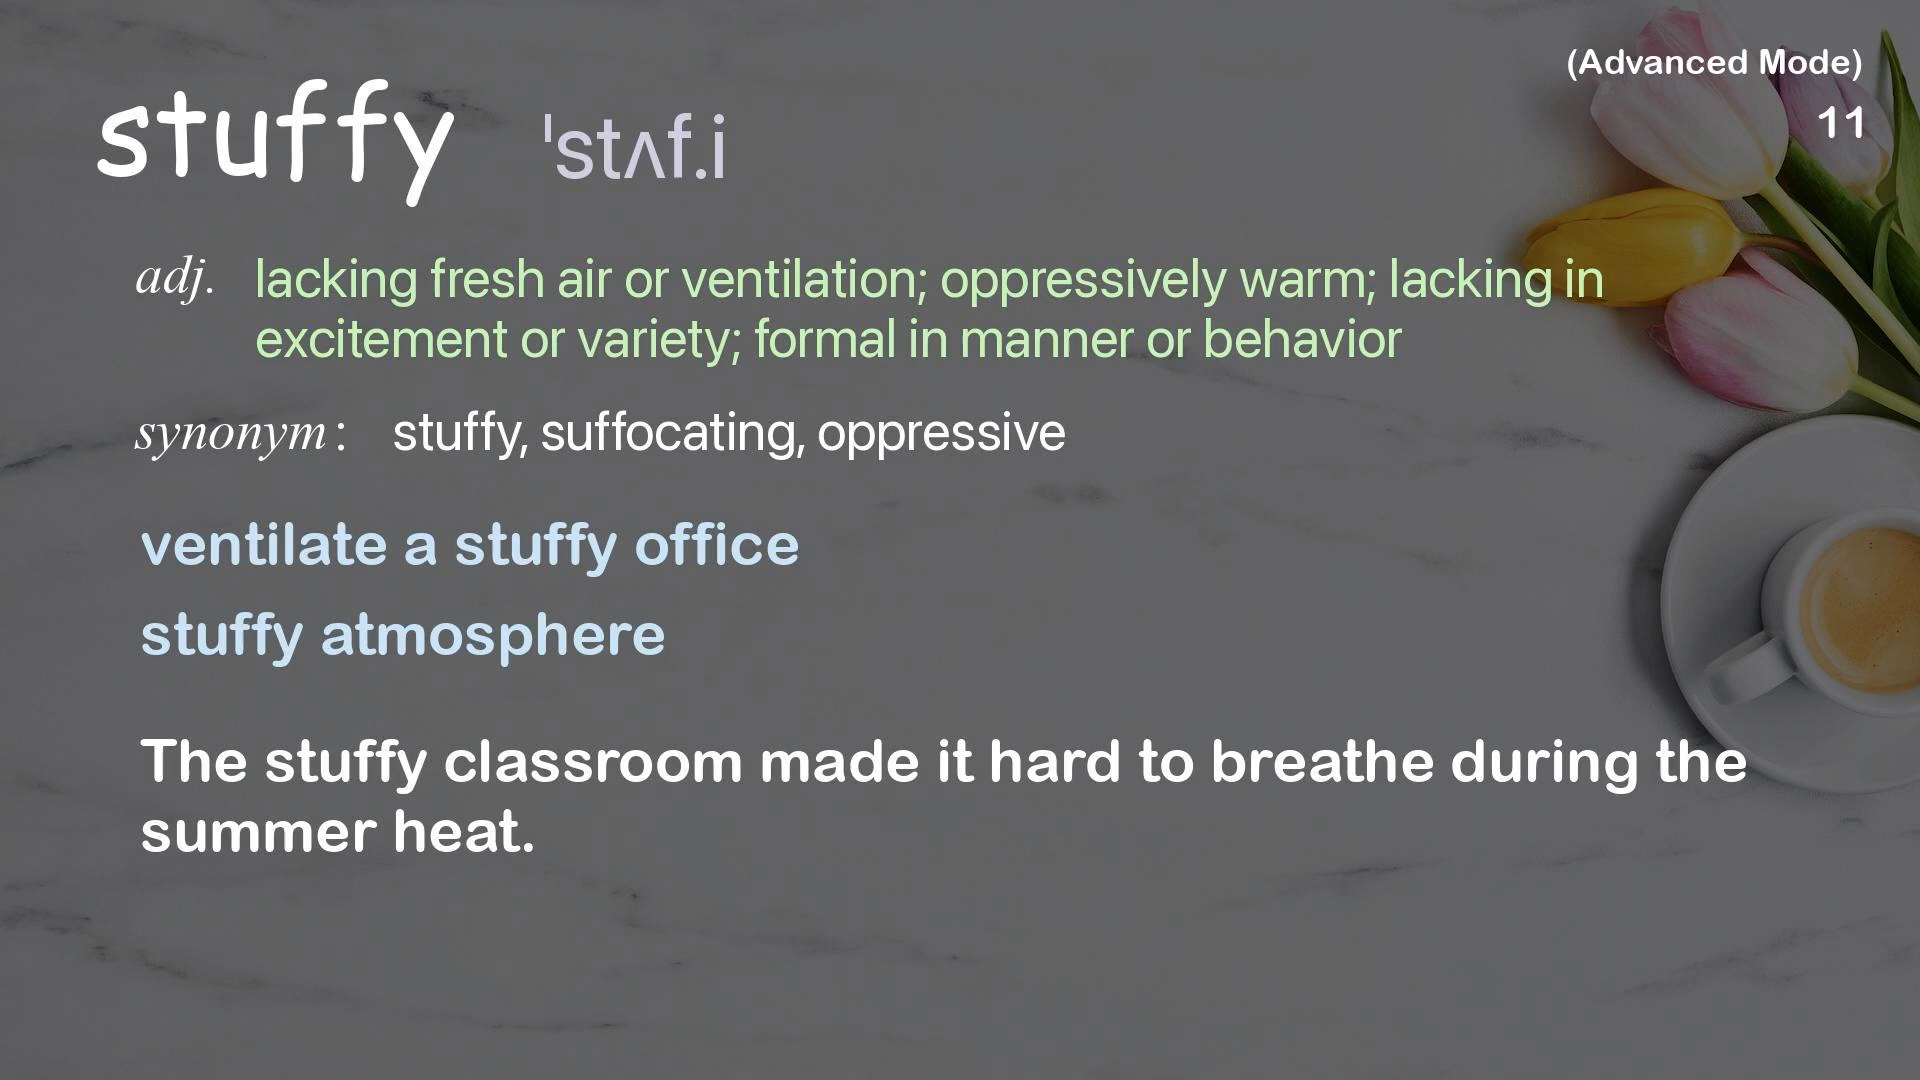 (Advanced Mode)
11
stuffy ˈstʌf.i
adj. lacking fresh air or ventilation; oppressively warm; lacking in
excitement or variety; formal in manner or behavior
synonym: stuffy, suffocating, oppressive
ventilate a stuffy office
stuffy atmosphere
The stuffy classroom made it hard to breathe during the
summer heat.